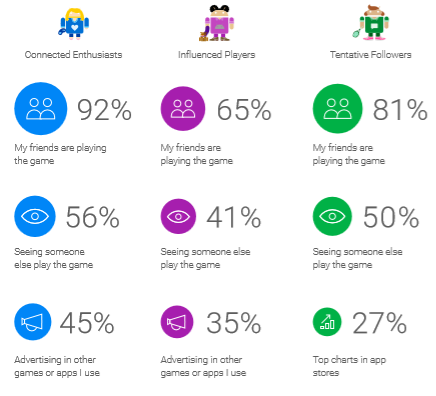 Connected Enthusiasts
Influenced Players
Tentative Followers
92%
65%
81%
My friends are playing
the game
My friends are
playing the game
My friends are
playing the game
56%
41%
50%
Seeing someone
else play the game
Seeing someone else
play the game
Seeing someone else
play the game
45%
35%
27%
Advertising in other
games or apps I use
Advertising in other
games or apps I use
Top charts in app
stores